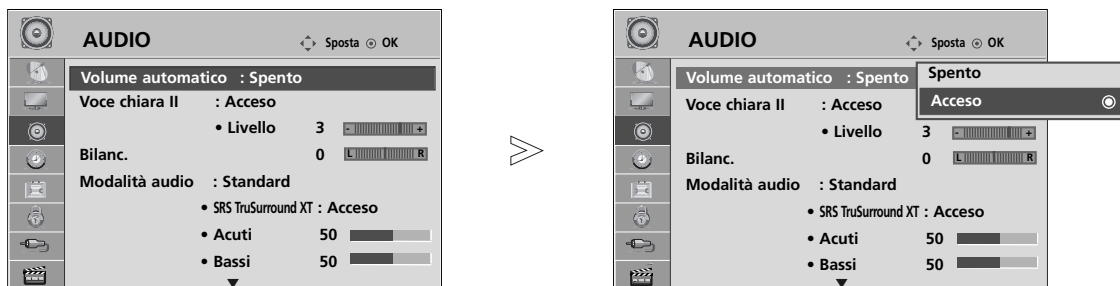 AUDIO
Sposta OK
Volume automatico : Spento
Voce chiara II : Acceso
• Livello 3 - +
Bilanc. 0 L R
Modalità audio : Standard
• SRS TruSurround XT : Acceso
• Acuti 50
• Bassi 50
AUDIO
Sposta OK
Volume automatico : Spento
Spento
Acceso
Voce chiara II : Acceso
• Livello 3 - +
Bilanc. 0 L R
Modalità audio : Standard
• SRS TruSurround XT : Acceso
• Acuti 50
• Bassi 50